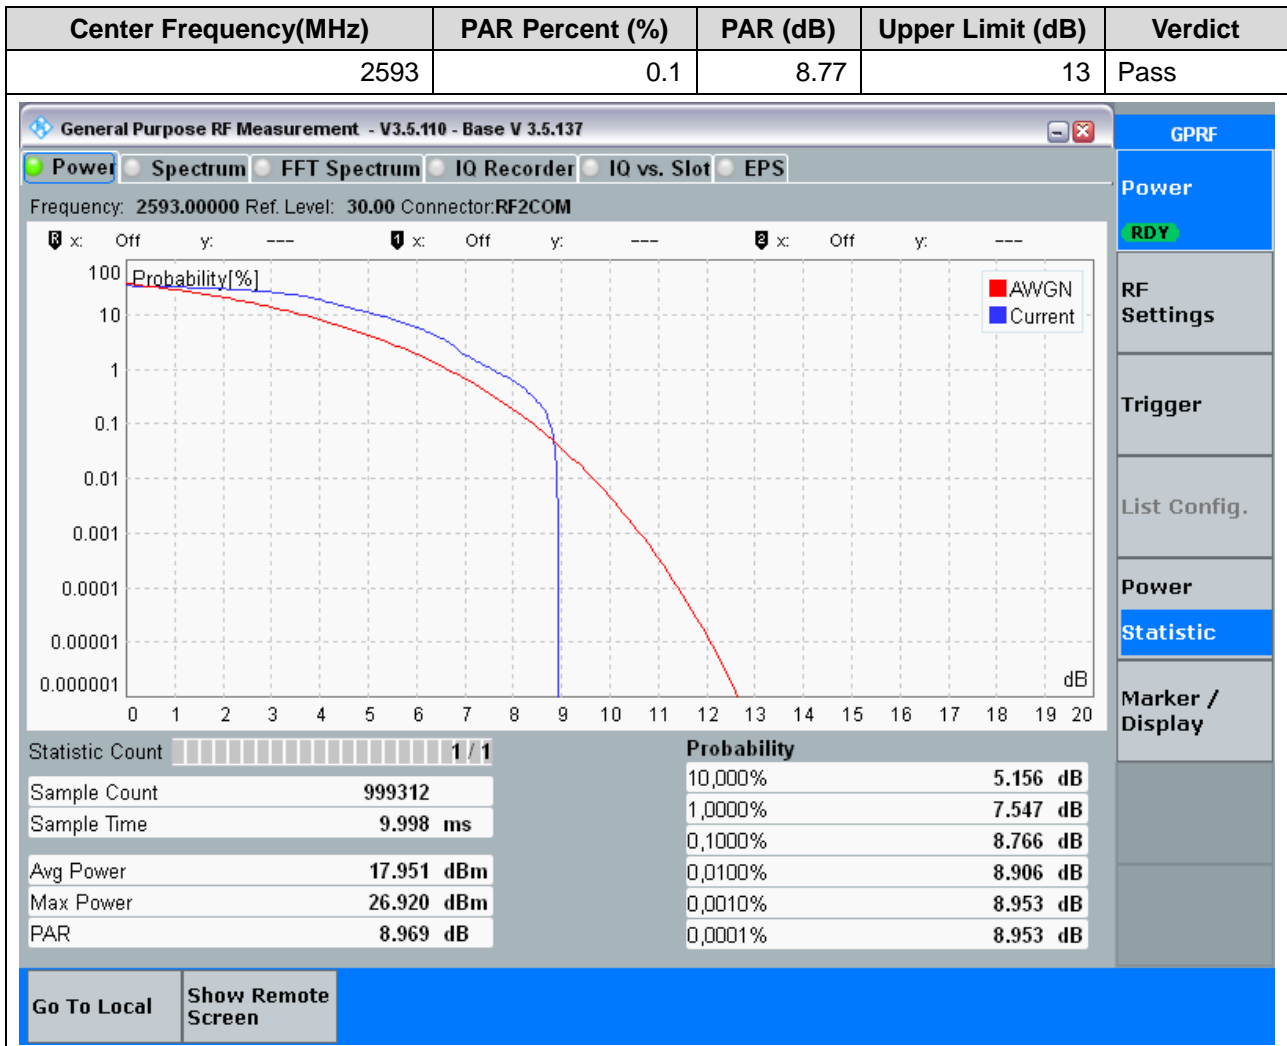 Center Frequency(MHz) PAR Percent (%) PAR (dB) Upper Limit (dB) Verdict
2593 0.1 8.77 13 Pass
General Purpose RF Measurement - V3.5.110 - Base V 3.5.137
GPRF
Power Spectrum FFT Spectrum IQ Recorder IQ vs. Slot EPS
Power
RDY
Frequency: 2593.00000 Ref. Level: 30.00 Connector:RF2COM
R x: Off y: --- 1 x: Off y: --- 2 x: Off y: ---
Probability[%]
AWGN
Current
100
10
1
0.1
0.01
0.001
0.0001
0.00001
0.000001
dB
0 1 2 3 4 5 6 7 8 9 10 11 12 13 14 15 16 17 18 19 20
RF
Settings
Trigger
List Config.
Power
Statistic
Marker /
Display
Statistic Count 1 / 1
Sample Count 999312
Sample Time 9.998 ms
Avg Power 17.951 dBm
Max Power 26.920 dBm
PAR 8.969 dB
Probability
10,000% 5.156 dB
1,0000% 7.547 dB
0,1000% 8.766 dB
0,0100% 8.906 dB
0,0010% 8.953 dB
0,0001% 8.953 dB
Go To Local
Show Remote
Screen